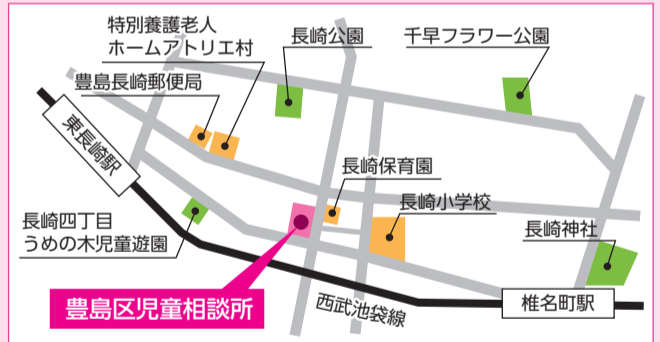 特別養護老人
ホームアトリエ村
長崎公園
千早フラワー公園
豊島長崎郵便局
東長崎駅
長崎保育園
長崎小学校
長崎四丁目
うめの木児童遊園
長崎神社
豊島区児童相談所
西武池袋線
椎名町駅